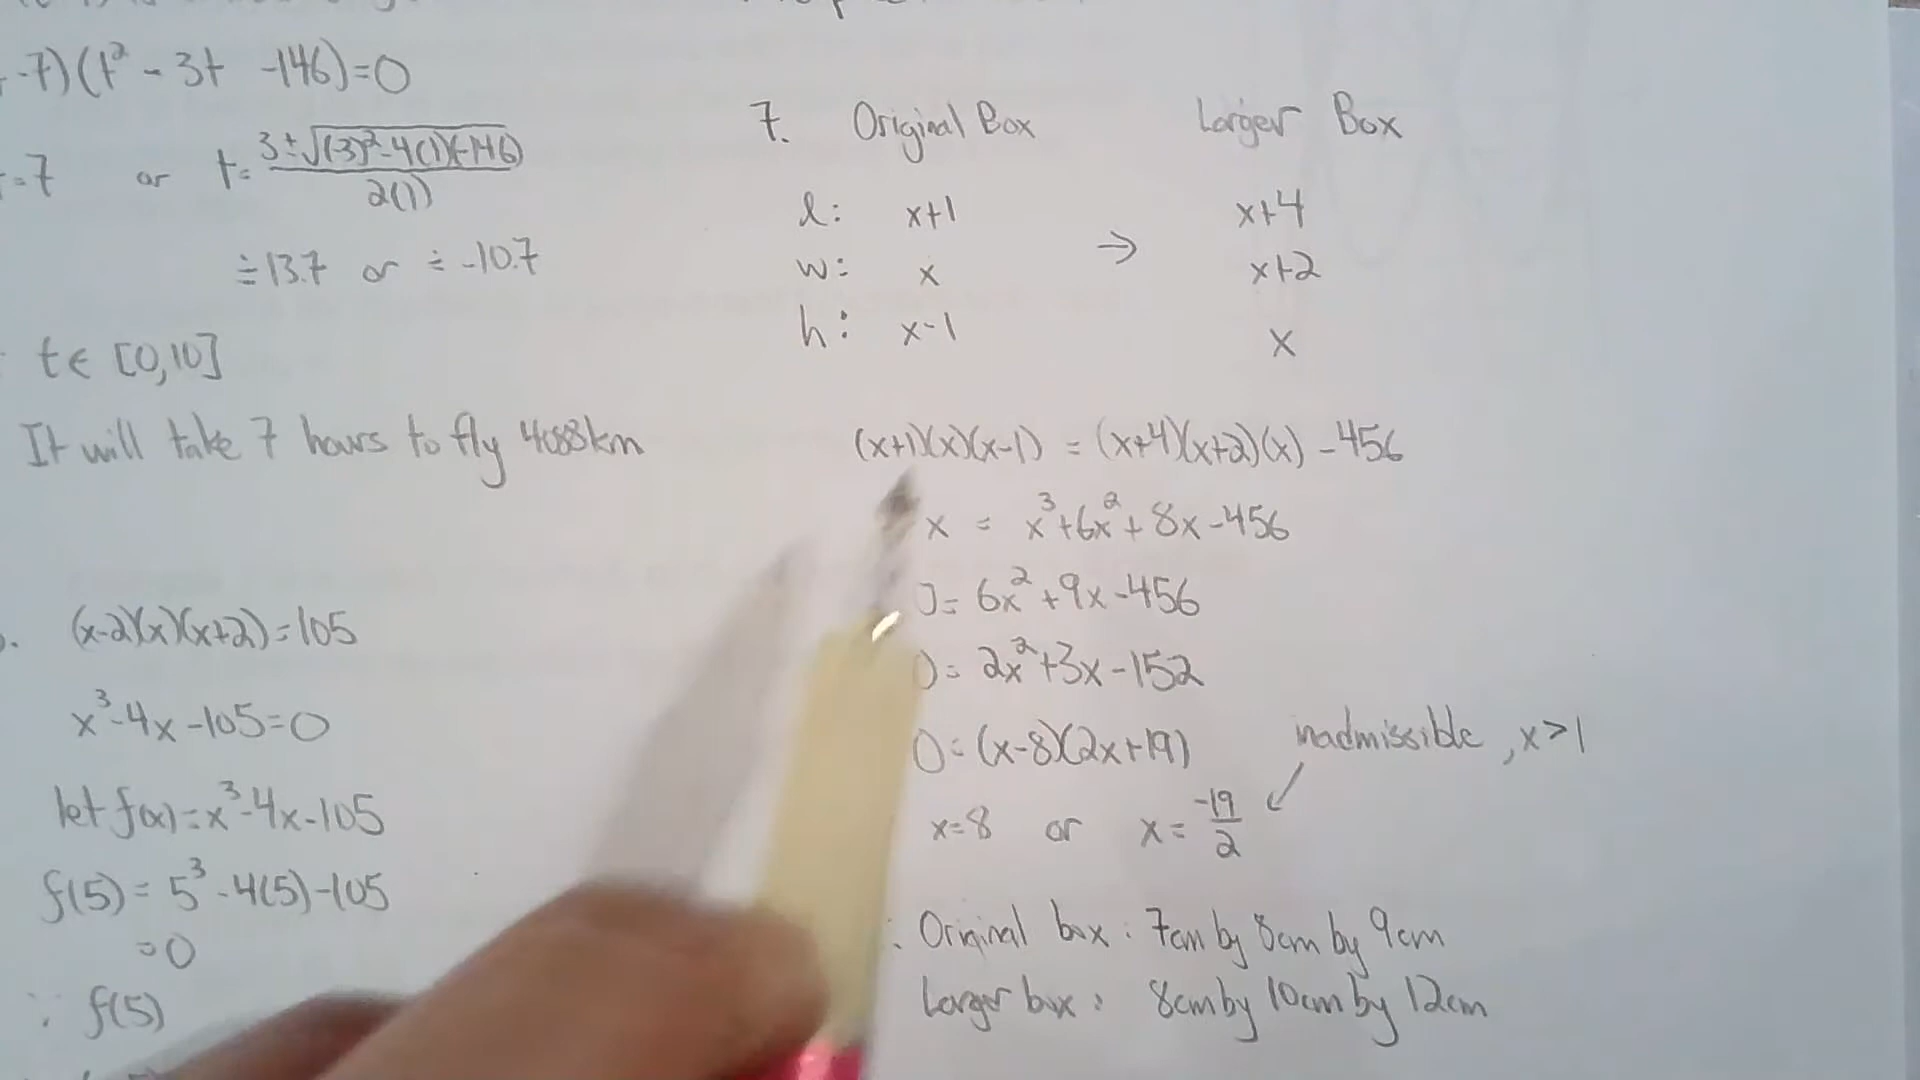 -7)(t² - 3t -146)=0
=7 or t= 3±√(-3)²-4(1)(-146) / 2(1)
≐13.7 or ≐ -10.7
t∈ [0,10]
It will take 7 hours to fly 4088km
(x-2)(x)(x+2)=105
x³-4x-105=0
let f(x)=x³-4x-105
f(5)= 5³-4(5)-105
=0
∵ f(5)
7. Original Box Larger Box
l: x+1 → x+4
w: x x+2
h: x-1 x
(x+1)(x)(x-1) = (x+4)(x+2)(x) -456
x = x³+6x²+8x-456
0= 6x²+9x-456
0= 2x²+3x-152
0= (x-8)(2x+19) inadmissible, x>1
x=8 or x= -19/2
∴ Original box: 7cm by 8cm by 9cm
Larger box: 8cm by 10cm by 12cm